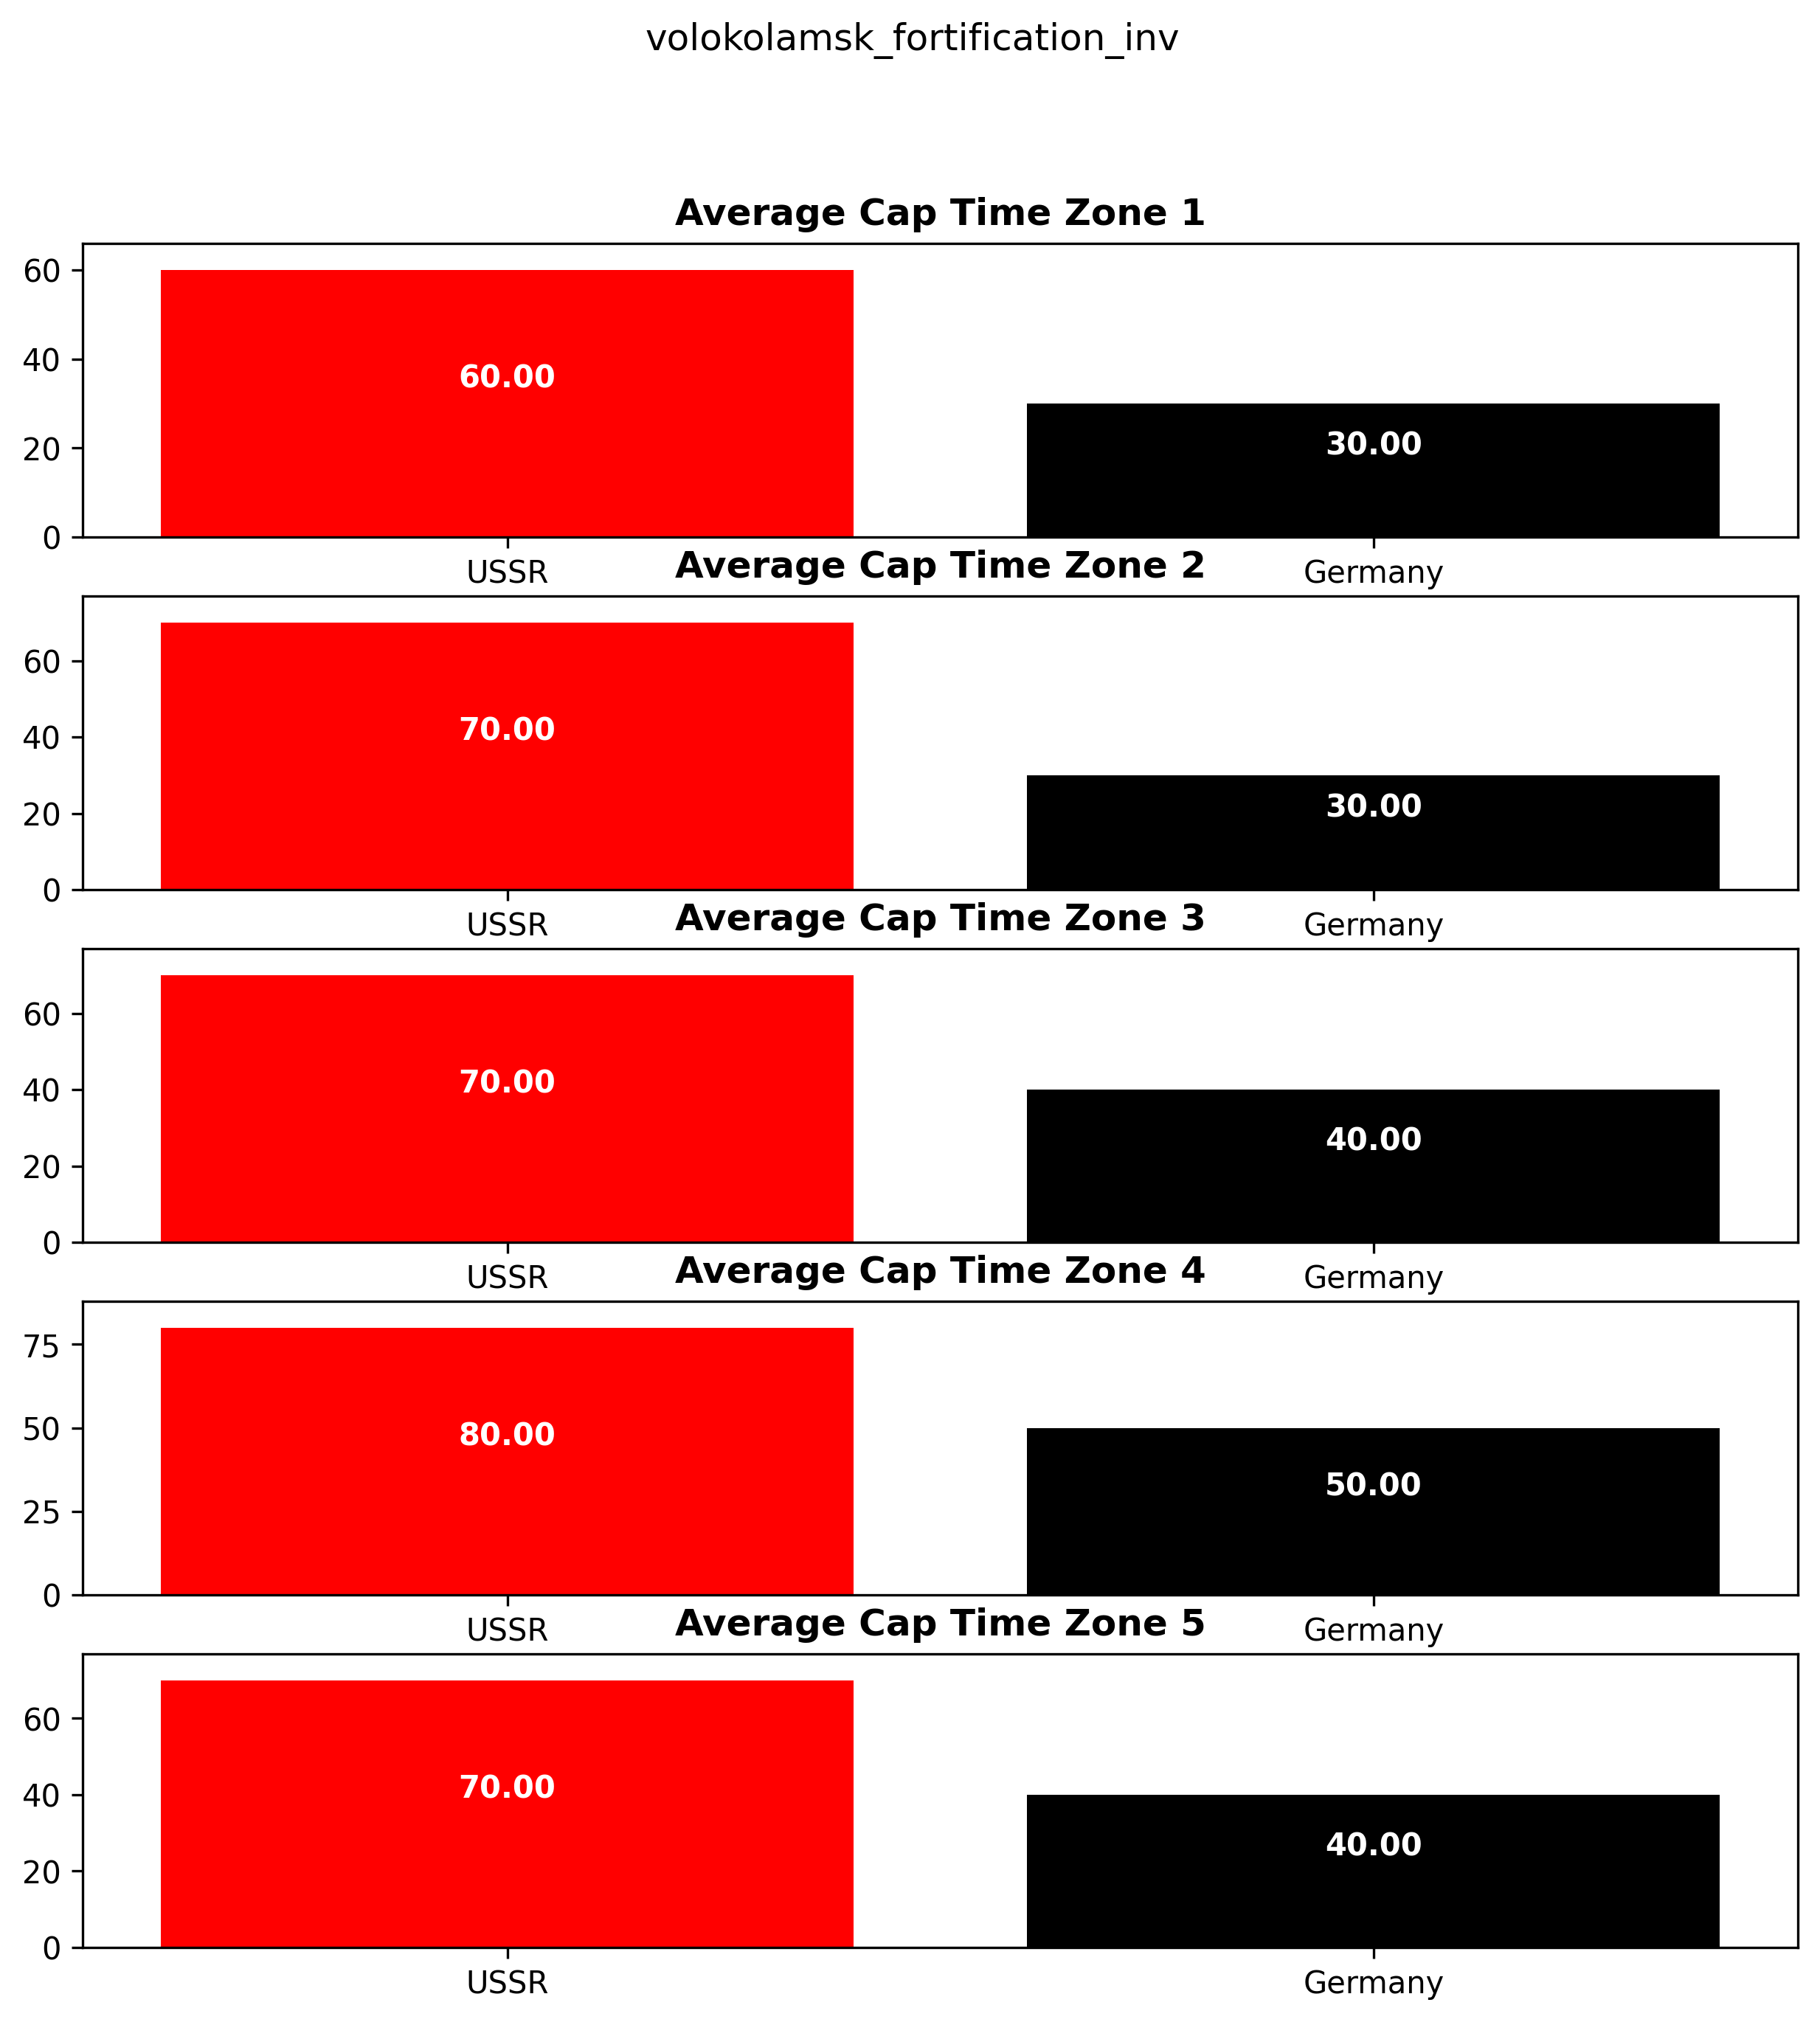 volokolamsk_fortification_inv
Average Cap Time Zone 1
60
40
20
0
60.00
30.00
USSR
Germany
Average Cap Time Zone 2
60
40
20
0
70.00
30.00
USSR
Germany
Average Cap Time Zone 3
60
40
20
0
70.00
40.00
USSR
Germany
Average Cap Time Zone 4
75
50
25
0
80.00
50.00
USSR
Germany
Average Cap Time Zone 5
60
40
20
0
70.00
40.00
USSR
Germany